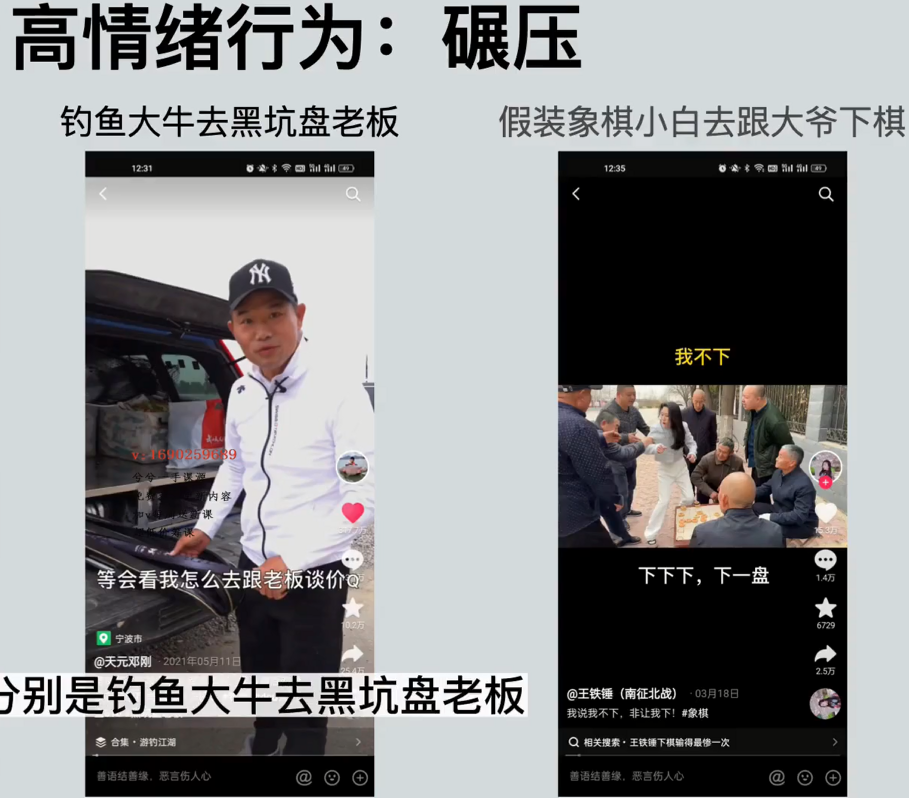 高情绪行为：碾压
钓鱼大牛去黑坑盘老板
假装象棋小白去跟大爷下棋
12:31
NY
v:1690259689
等会看我怎么去跟老板谈价Q
10.2万
宁波市
@天元邓刚 · 2021年05月11日
25.4万
分别是钓鱼大牛去黑坑盘老板
合集 · 游钓江湖
善语结善缘，恶言伤人心
12:35
我不下
下下下，下一盘
1.4万
6729
2.5万
@王铁锤（南征北战） · 03月18日
我说我不下，非让我下！#象棋
相关搜索 · 王铁锤下棋输得最惨一次
善语结善缘，恶言伤人心